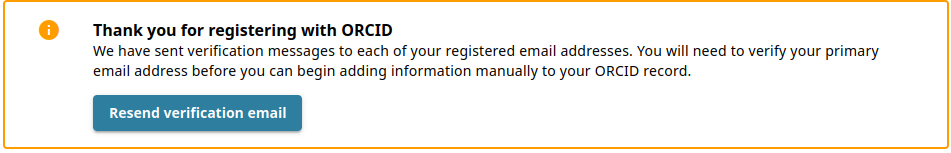 Thank you for registering with ORCID
We have sent verification messages to each of your registered email addresses. You will need to verify your primary
email address before you can begin adding information manually to your ORCID record.
Resend verification email